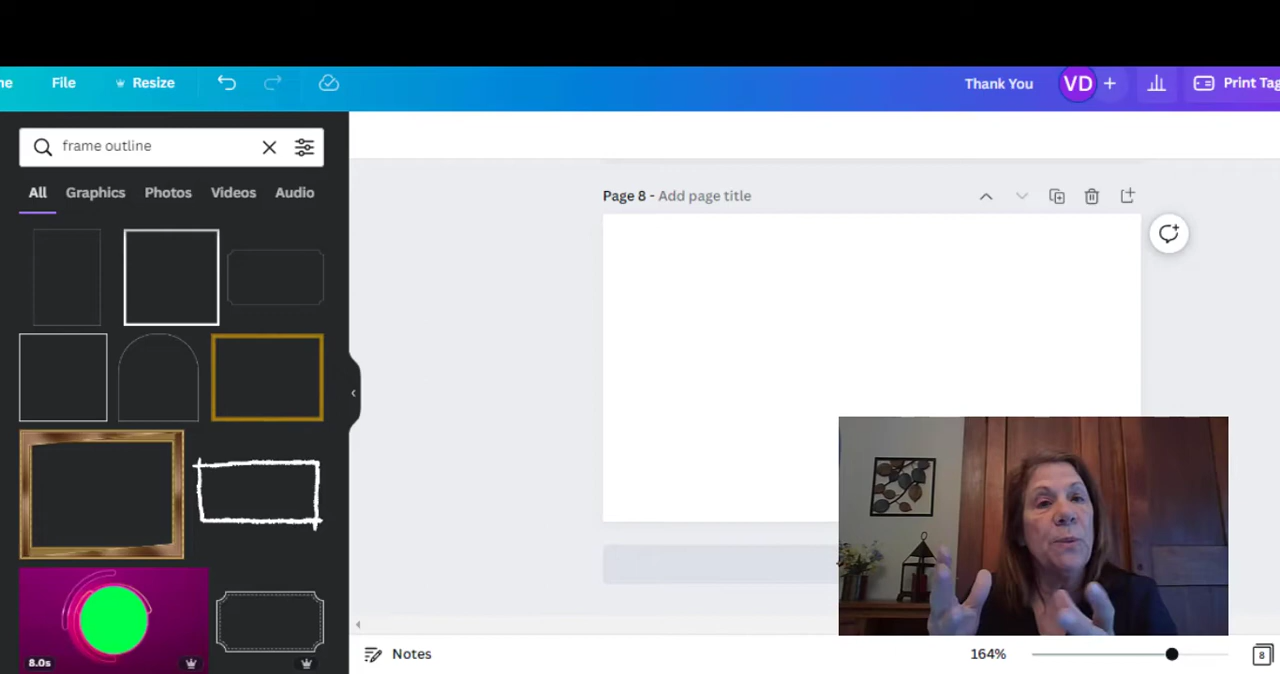 me File Resize Thank You VD + Print Tag
frame outline
All Graphics Photos Videos Audio
Page 8 - Add page title
8.0s
Notes 164% 8